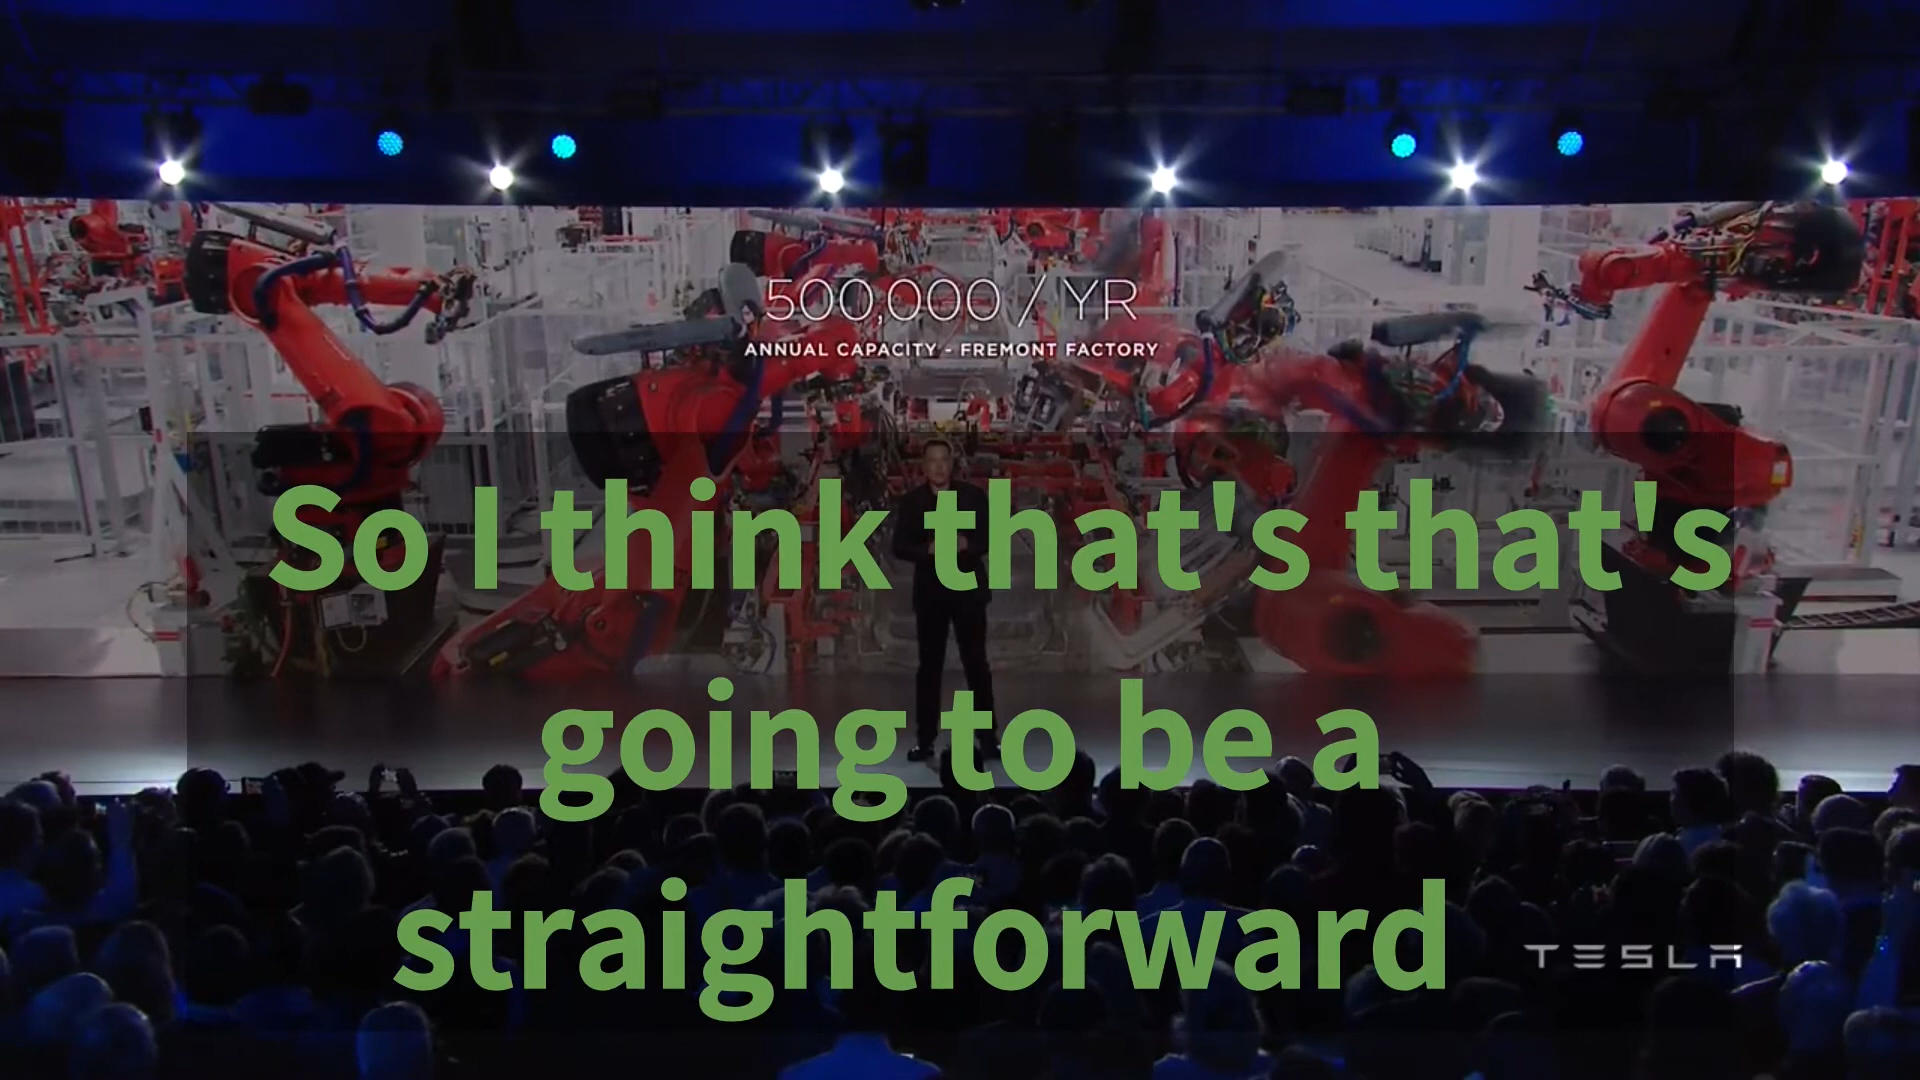 500,000 / YR
ANNUAL CAPACITY - FREMONT FACTORY
So I think that's that's
going to be a
straightforward
TESLA